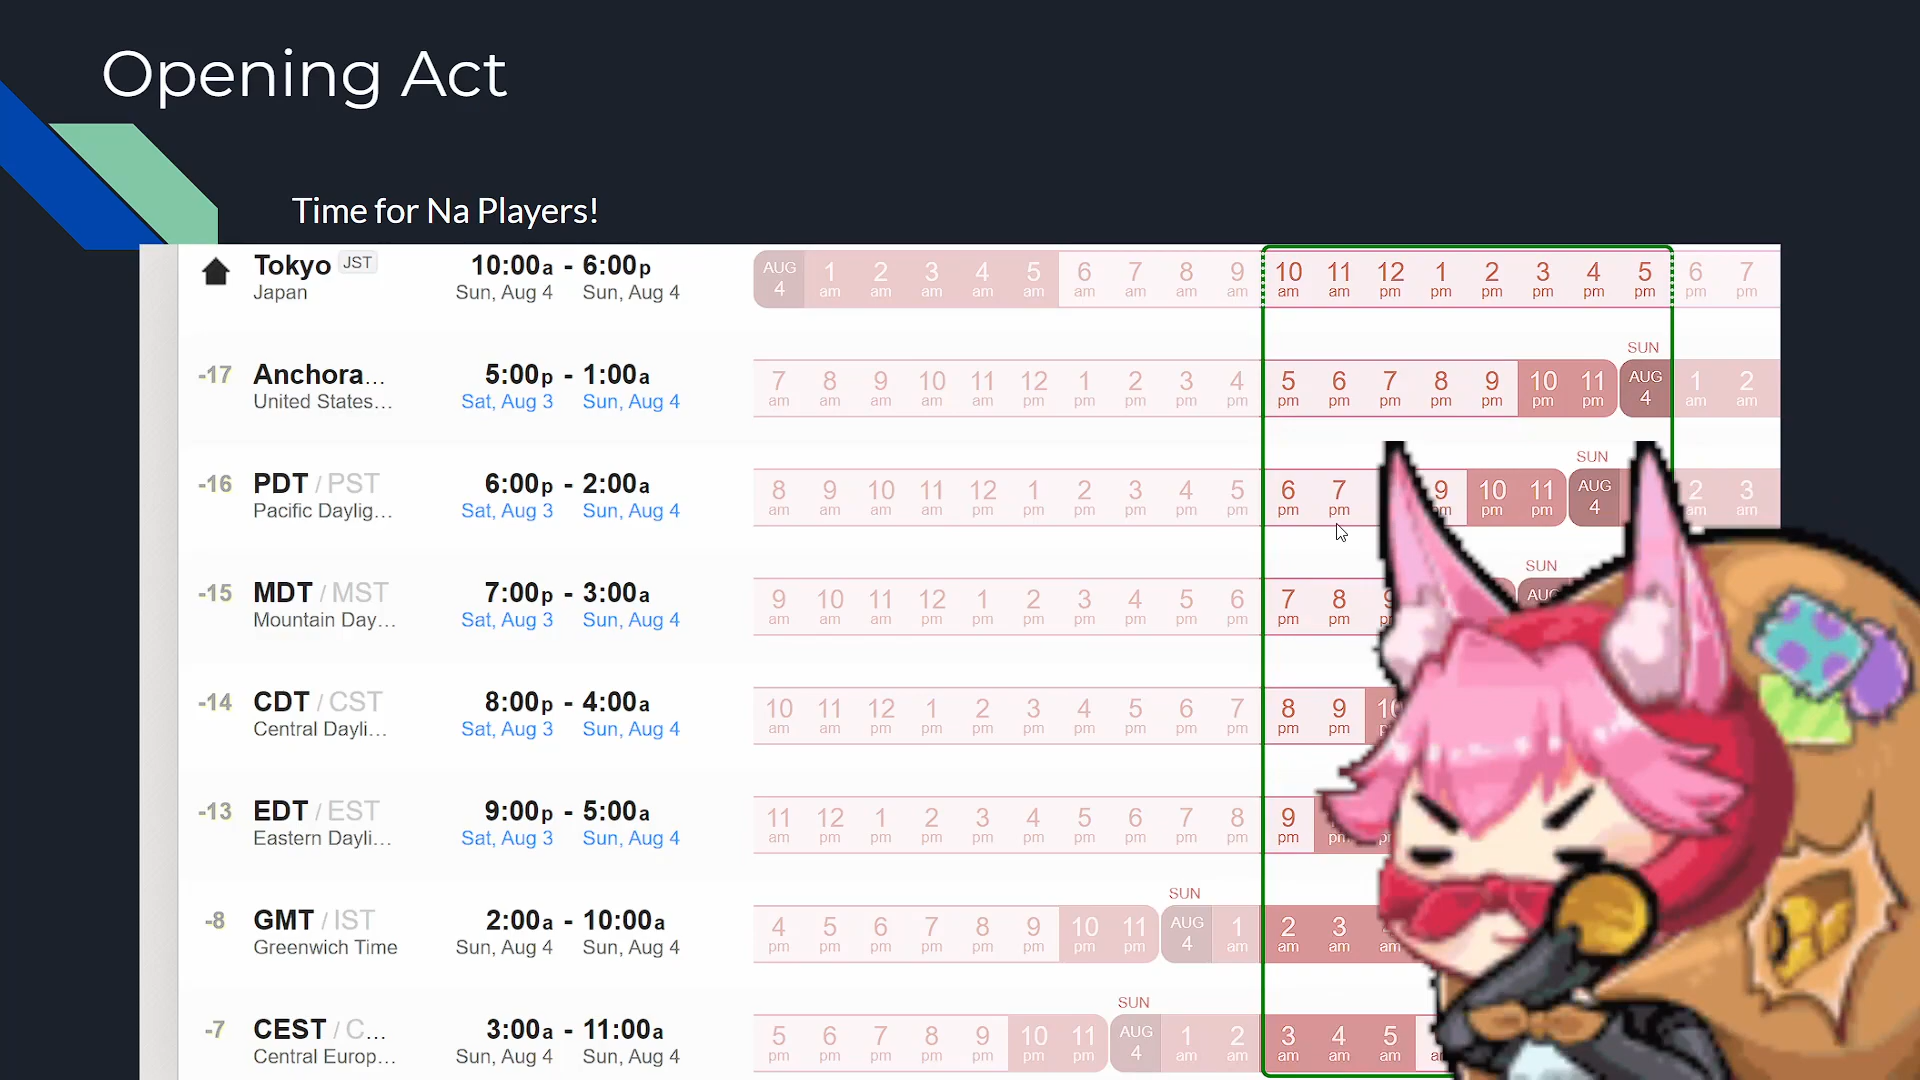 Opening Act
Time for Na Players!
Tokyo JST 10:00a - 6:00p AUG 1 2 3 4 5 6 7 8 9 10 11 12 1 2 3 4 5 6 7
Japan Sun, Aug 4 Sun, Aug 4 4 am am am am am am am am am am am pm pm pm pm pm pm pm pm
SUN
-17 Anchora... 5:00p - 1:00a 7 8 9 10 11 12 1 2 3 4 5 6 7 8 9 10 11 AUG 1 2
United States... Sat, Aug 3 Sun, Aug 4 am am am am am pm pm pm pm pm pm pm pm pm pm pm pm 4 am am
SUN
-16 PDT / PST 6:00p - 2:00a 8 9 10 11 12 1 2 3 4 5 6 7 9 10 11 AUG 2 3
Pacific Daylig... Sat, Aug 3 Sun, Aug 4 am am am am pm pm pm pm pm pm pm pm pm pm pm 4 am am
SUN
-15 MDT / MST 7:00p - 3:00a 9 10 11 12 1 2 3 4 5 6 7 8 9 AUG
Mountain Day... Sat, Aug 3 Sun, Aug 4 am am am pm pm pm pm pm pm pm pm pm
-14 CDT / CST 8:00p - 4:00a 10 11 12 1 2 3 4 5 6 7 8 9 10
Central Dayli... Sat, Aug 3 Sun, Aug 4 am am pm pm pm pm pm pm pm pm pm pm pm
-13 EDT / EST 9:00p - 5:00a 11 12 1 2 3 4 5 6 7 8 9
Eastern Dayli... Sat, Aug 3 Sun, Aug 4 am pm pm pm pm pm pm pm pm pm pm pm
SUN
-8 GMT / IST 2:00a - 10:00a 4 5 6 7 8 9 10 11 AUG 1 2 3
Greenwich Time Sun, Aug 4 Sun, Aug 4 pm pm pm pm pm pm pm pm 4 am am am am
SUN
-7 CEST / C... 3:00a - 11:00a 5 6 7 8 9 10 11 AUG 1 2 3 4 5
Central Europ... Sun, Aug 4 Sun, Aug 4 pm pm pm pm pm pm pm 4 am am am am am